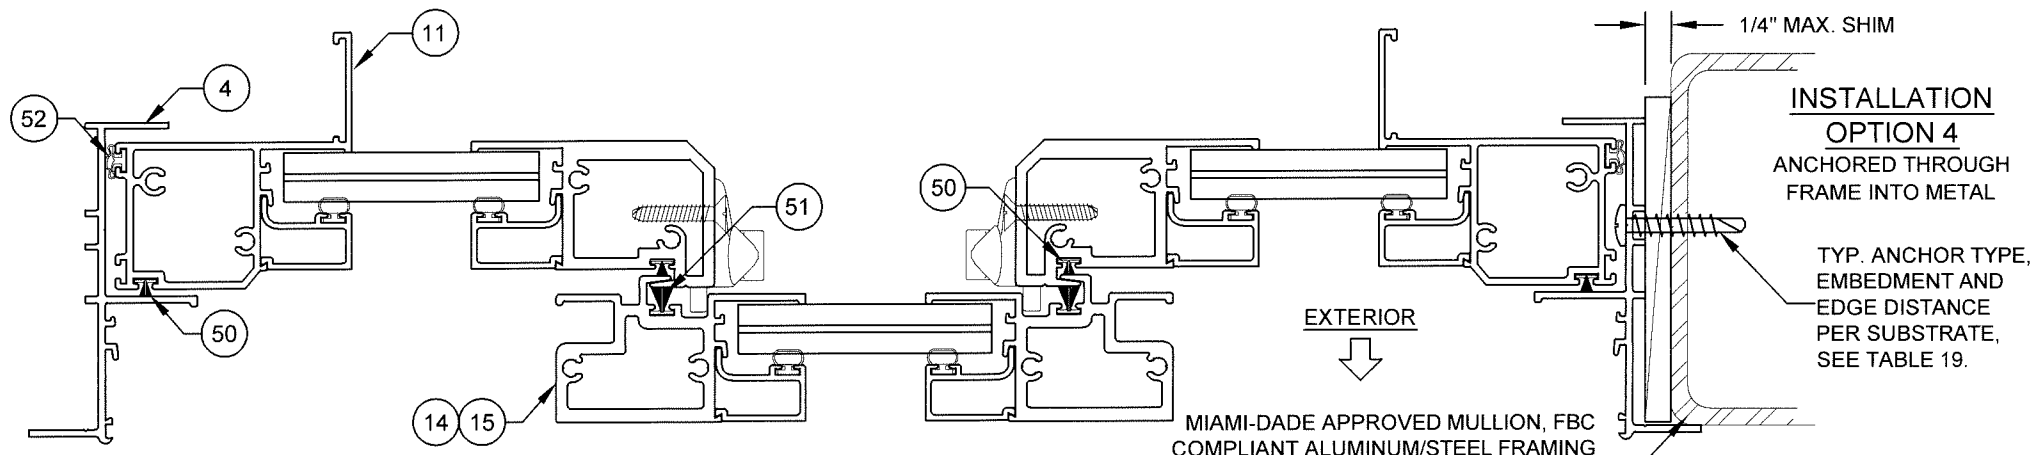 11
1/4" MAX. SHIM
4
52
INSTALLATION
OPTION 4
ANCHORED THROUGH
FRAME INTO METAL
50
51
TYP. ANCHOR TYPE,
EMBEDMENT AND
EDGE DISTANCE
PER SUBSTRATE,
SEE TABLE 19.
50
EXTERIOR
14 15
MIAMI-DADE APPROVED MULLION, FBC
COMPLIANT ALUMINUM/STEEL FRAMING